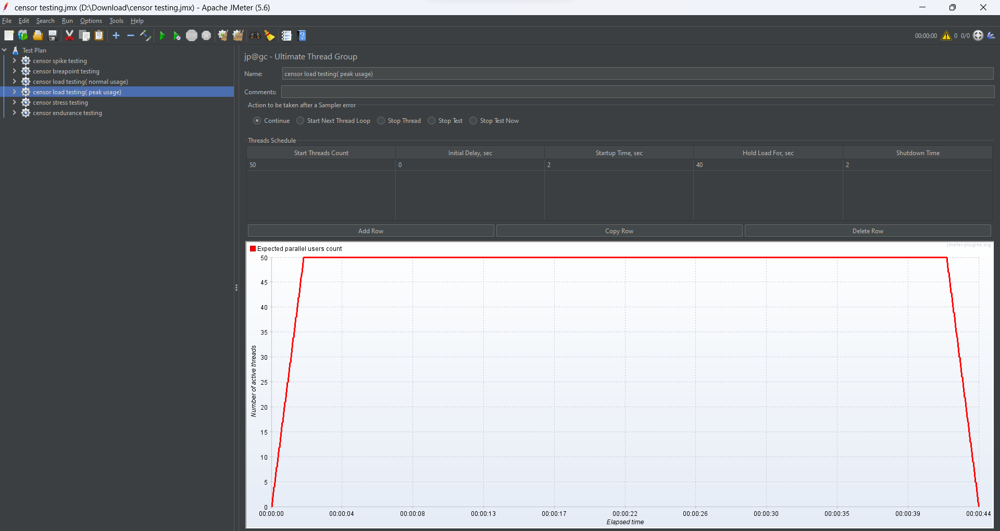 censor testing.jmx (D:\Download\censor testing.jmx) - Apache JMeter (5.6)
File Edit Search Run Options Tools Help
STOP
00:00:00 0 0/0
Test Plan
censor spike testing
censor breapoint testing
censor load testing( normal usage)
censor load testing( peak usage)
censor stress testing
censor endurance testing
jp@gc - Ultimate Thread Group
Name: censor load testing( peak usage)
Comments:
Action to be taken after a Sampler error
Continue Start Next Thread Loop Stop Thread Stop Test Stop Test Now
Threads Schedule
Start Threads Count Initial Delay, sec Startup Time, sec Hold Load For, sec Shutdown Time
50 0 2 40 2
Add Row Copy Row Delete Row
jmeter-plugins.org
Expected parallel users count
50
45
40
35
30
25
20
15
10
5
0
Number of active threads
00:00:00 00:00:04 00:00:08 00:00:13 00:00:17 00:00:22 00:00:26 00:00:30 00:00:35 00:00:39 00:00:44
Elapsed time